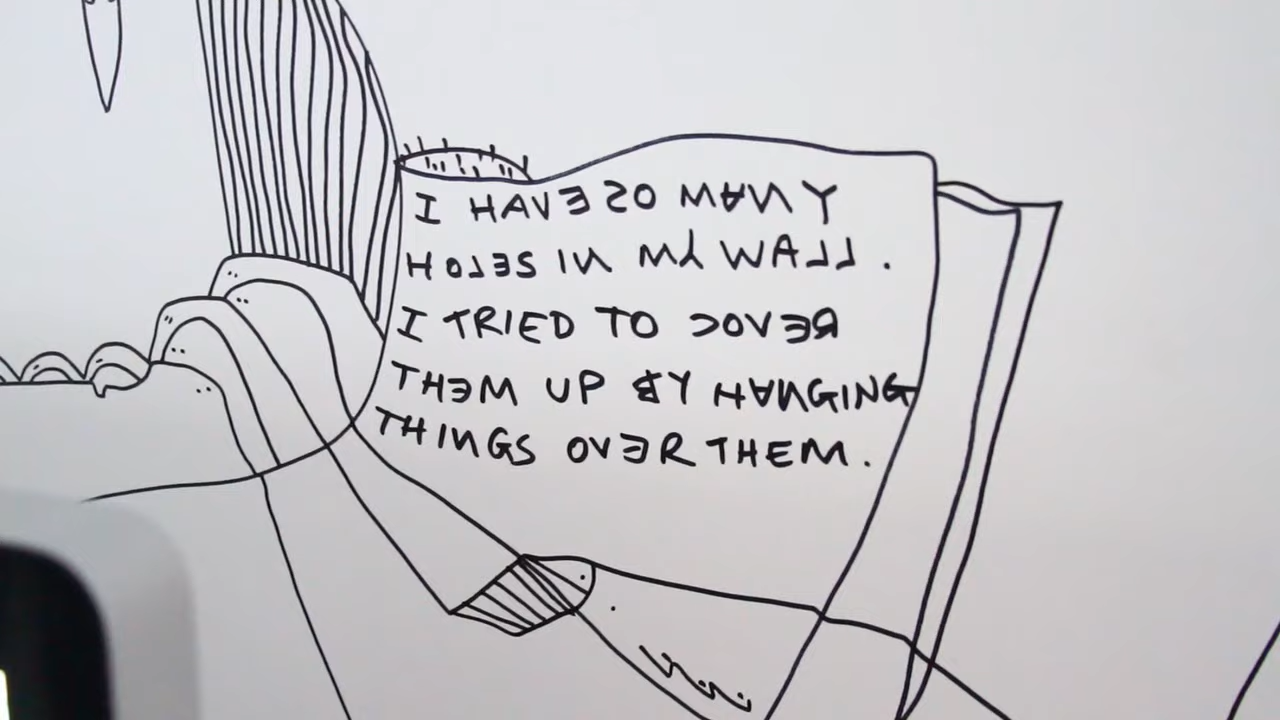 I HAVE SO MANY
HOLES IN MY WALL.
I TRIED TO COVER
THEM UP BY HANGING
THINGS OVER THEM.